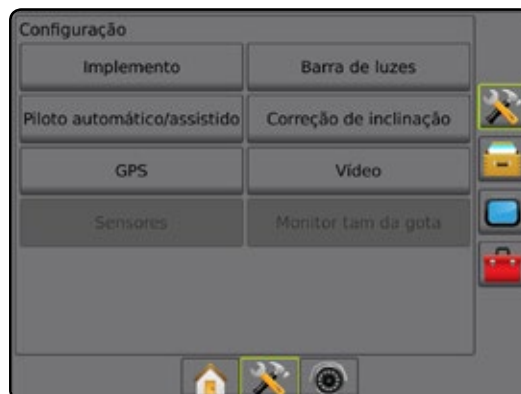 Configuração
Implemento
Barra de luzes
Piloto automático/assistido
Correção de inclinação
GPS
Vídeo
Sensores
Monitor tam da gota